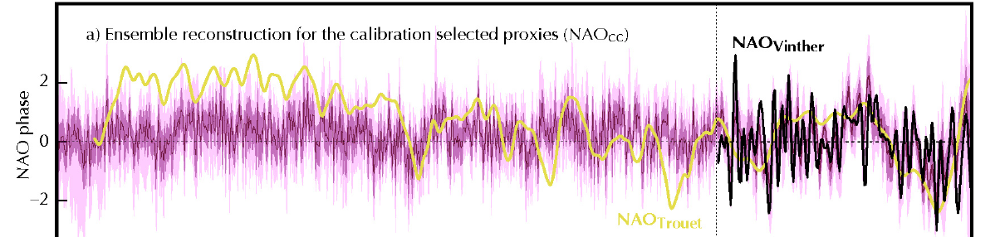 a) Ensemble reconstruction for the calibration selected proxies (NAOCC)
NAOVinther
2
0
−2
NAO phase
NAOTrouet